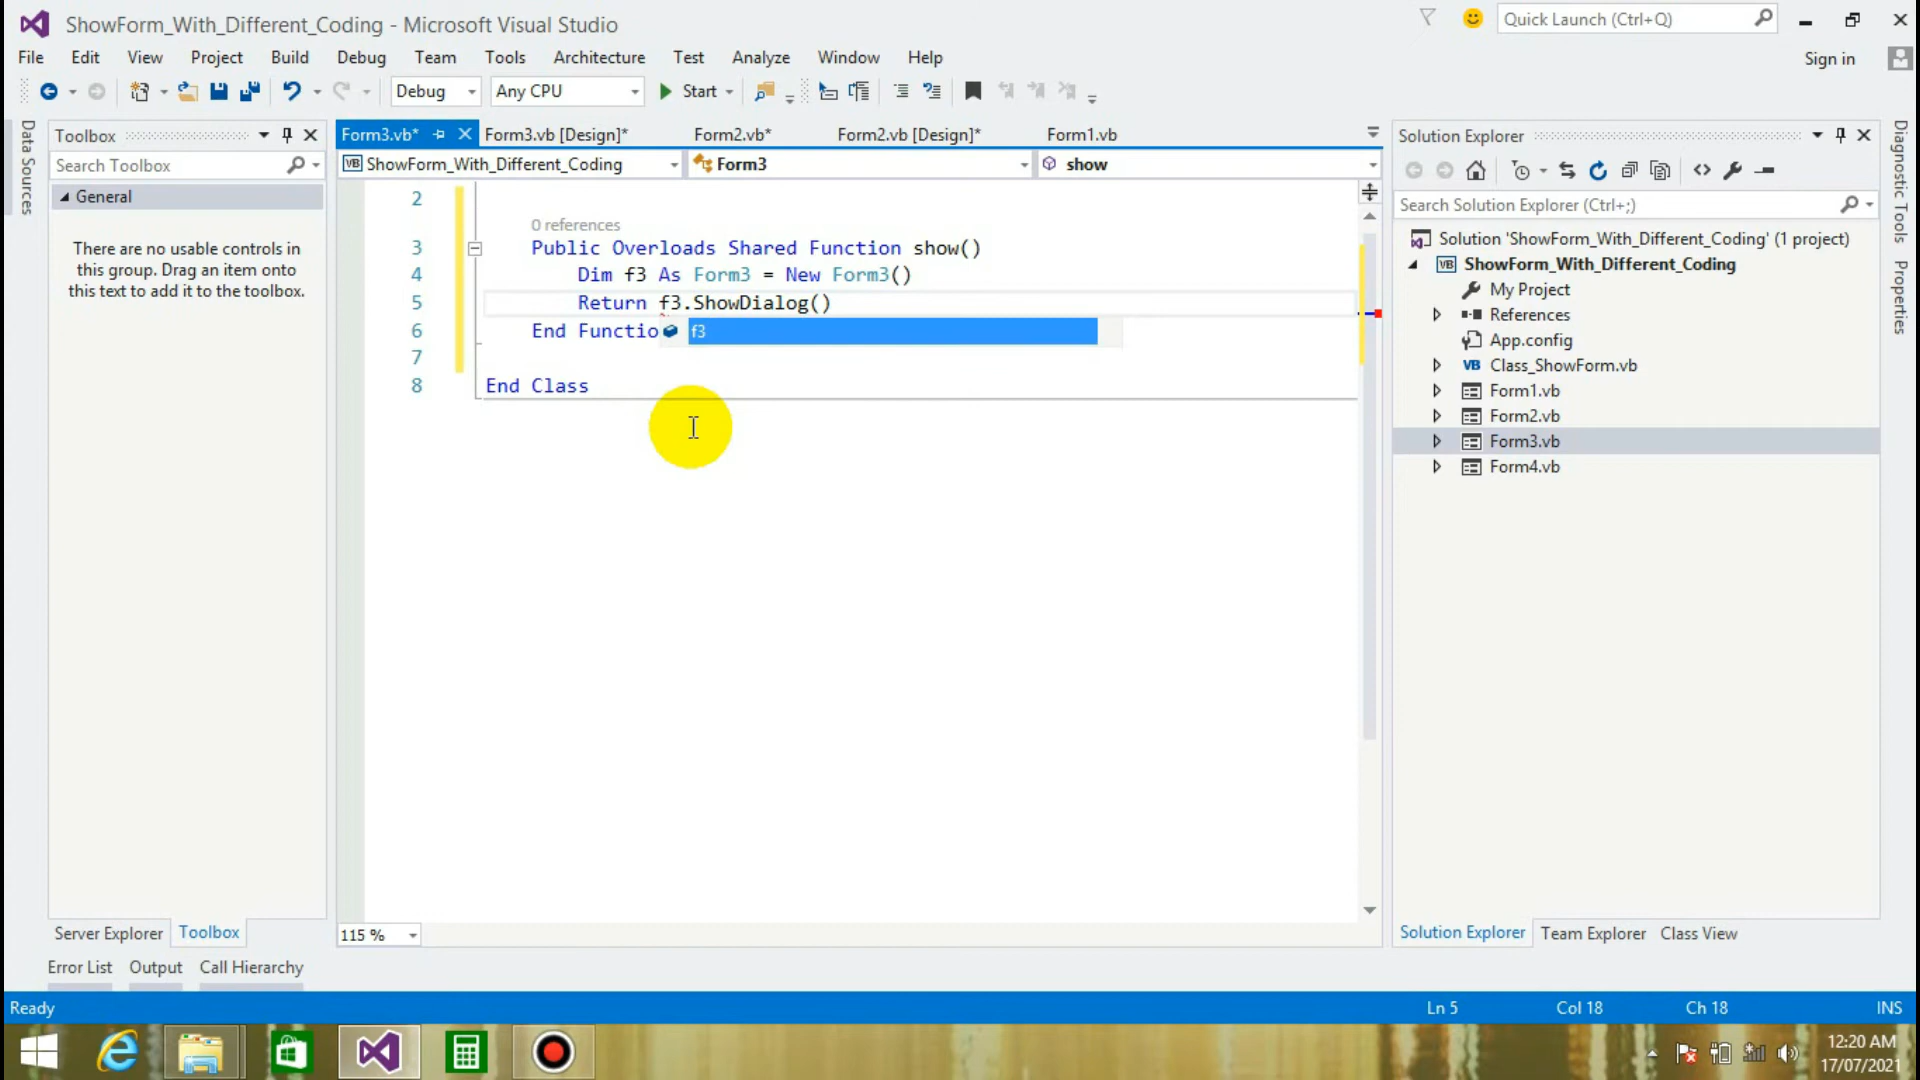 ShowForm_With_Different_Coding - Microsoft Visual Studio
Quick Launch (Ctrl+Q)
File Edit View Project Build Debug Team Tools Architecture Test Analyze Window Help
Sign in
Debug Any CPU Start
Data Sources
Toolbox
Search Toolbox
General
There are no usable controls in
this group. Drag an item onto
this text to add it to the toolbox.
Server Explorer Toolbox
Form3.vb* Form3.vb [Design]* Form2.vb* Form2.vb [Design]* Form1.vb
VB ShowForm_With_Different_Coding Form3 show
2
0 references
3 Public Overloads Shared Function show()
4 Dim f3 As Form3 = New Form3()
5 Return f3.ShowDialog()
6 End Functio f3
7
8 End Class
115 %
Solution Explorer
Search Solution Explorer (Ctrl+;)
Solution 'ShowForm_With_Different_Coding' (1 project)
VB ShowForm_With_Different_Coding
My Project
References
App.config
VB Class_ShowForm.vb
Form1.vb
Form2.vb
Form3.vb
Form4.vb
Solution Explorer Team Explorer Class View
Diagnostic Tools
Properties
Error List Output Call Hierarchy
Ready Ln 5 Col 18 Ch 18 INS
12:20 AM
17/07/2021